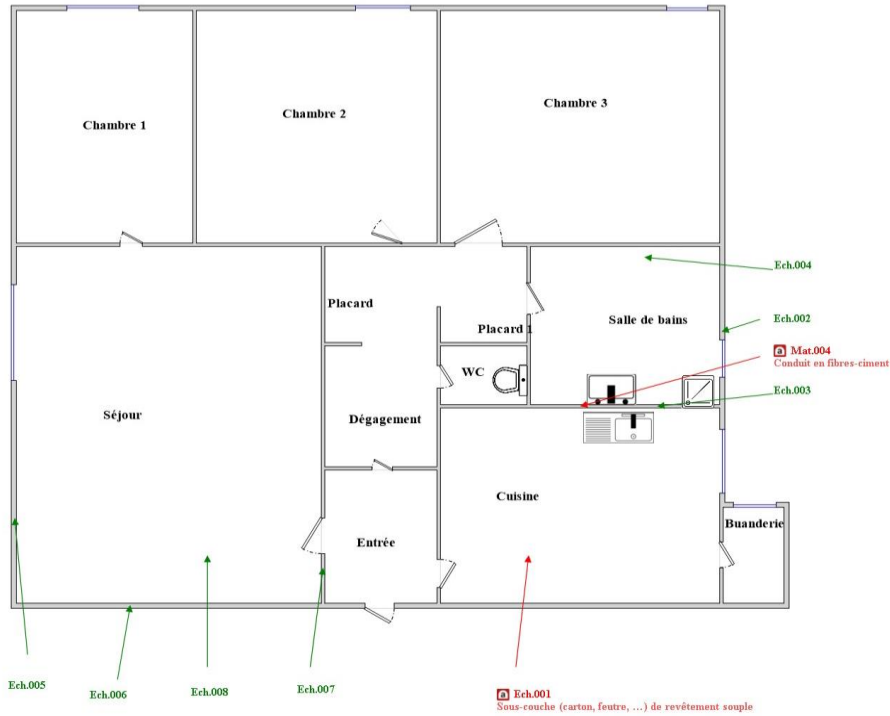 Chambre 1
Chambre 2
Chambre 3
Ech.004
Placard
Placard 1
Salle de bains
Ech.002
a Mat.004
Conduit en fibres-ciment
WC
Ech.003
Séjour
Dégagement
Cuisine
Buanderie
Entrée
Ech.005
Ech.006
Ech.008
Ech.007
a Ech.001
Sous-couche (carton, feutre, ...) de revêtement souple